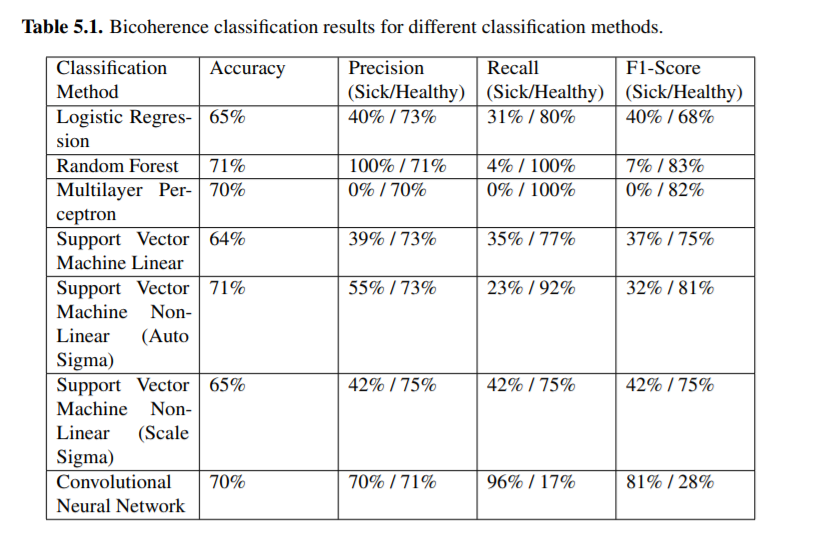 Table 5.1. Bicoherence classification results for different classification methods.
Classification Accuracy Precision Recall F1-Score
Method (Sick/Healthy) (Sick/Healthy) (Sick/Healthy)
Logistic Regres- 65% 40% / 73% 31% / 80% 40% / 68%
sion
Random Forest 71% 100% / 71% 4% / 100% 7% / 83%
Multilayer Per- 70% 0% / 70% 0% / 100% 0% / 82%
ceptron
Support Vector 64% 39% / 73% 35% / 77% 37% / 75%
Machine Linear
Support Vector 71% 55% / 73% 23% / 92% 32% / 81%
Machine Non-
Linear (Auto
Sigma)
Support Vector 65% 42% / 75% 42% / 75% 42% / 75%
Machine Non-
Linear (Scale
Sigma)
Convolutional 70% 70% / 71% 96% / 17% 81% / 28%
Neural Network